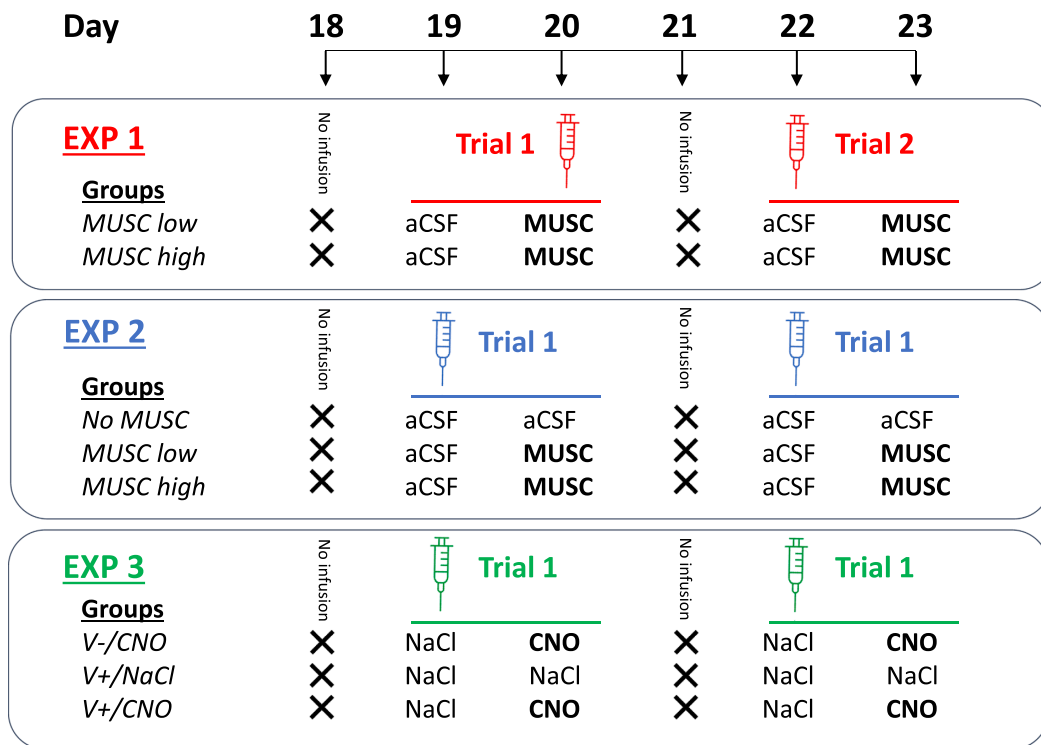 Day 18 19 20 21 22 23
EXP 1
No infusion
Trial 1
No infusion
Trial 2
Groups
MUSC low aCSF MUSC aCSF MUSC
MUSC high aCSF MUSC aCSF MUSC
EXP 2
No infusion
Trial 1
No infusion
Trial 1
Groups
No MUSC aCSF aCSF aCSF aCSF
MUSC low aCSF MUSC aCSF MUSC
MUSC high aCSF MUSC aCSF MUSC
EXP 3
No infusion
Trial 1
No infusion
Trial 1
Groups
V-/CNO NaCl CNO NaCl CNO
V+/NaCl NaCl NaCl NaCl NaCl
V+/CNO NaCl CNO NaCl CNO